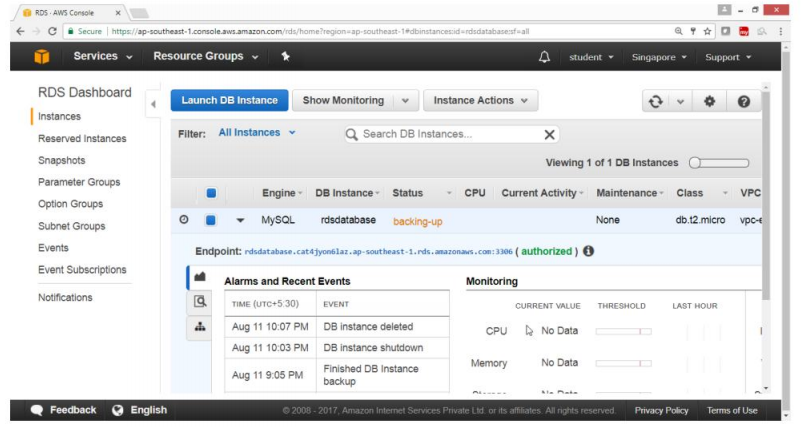 RDS · AWS Console
Secure | https://ap-southeast-1.console.aws.amazon.com/rds/home?region=ap-southeast-1#dbinstances:id=rdsdatabase;sf=all
Services Resource Groups student Singapore Support
RDS Dashboard
Instances
Reserved Instances
Snapshots
Parameter Groups
Option Groups
Subnet Groups
Events
Event Subscriptions
Notifications
Launch DB Instance Show Monitoring Instance Actions
Filter: All Instances Search DB Instances...
Viewing 1 of 1 DB Instances
Engine DB Instance Status CPU Current Activity Maintenance Class VPC
MySQL rdsdatabase backing-up None db.t2.micro vpc-e
Endpoint: rdsdatabase.cat4jyon6laz.ap-southeast-1.rds.amazonaws.com:3306 ( authorized )
Alarms and Recent Events
TIME (UTC+5:30) EVENT
Aug 11 10:07 PM DB instance deleted
Aug 11 10:03 PM DB instance shutdown
Aug 11 9:05 PM Finished DB Instance
backup
Monitoring
CURRENT VALUE THRESHOLD LAST HOUR
CPU No Data
Memory No Data
Feedback English © 2008 - 2017, Amazon Internet Services Private Ltd. or its affiliates. All rights reserved. Privacy Policy Terms of Use